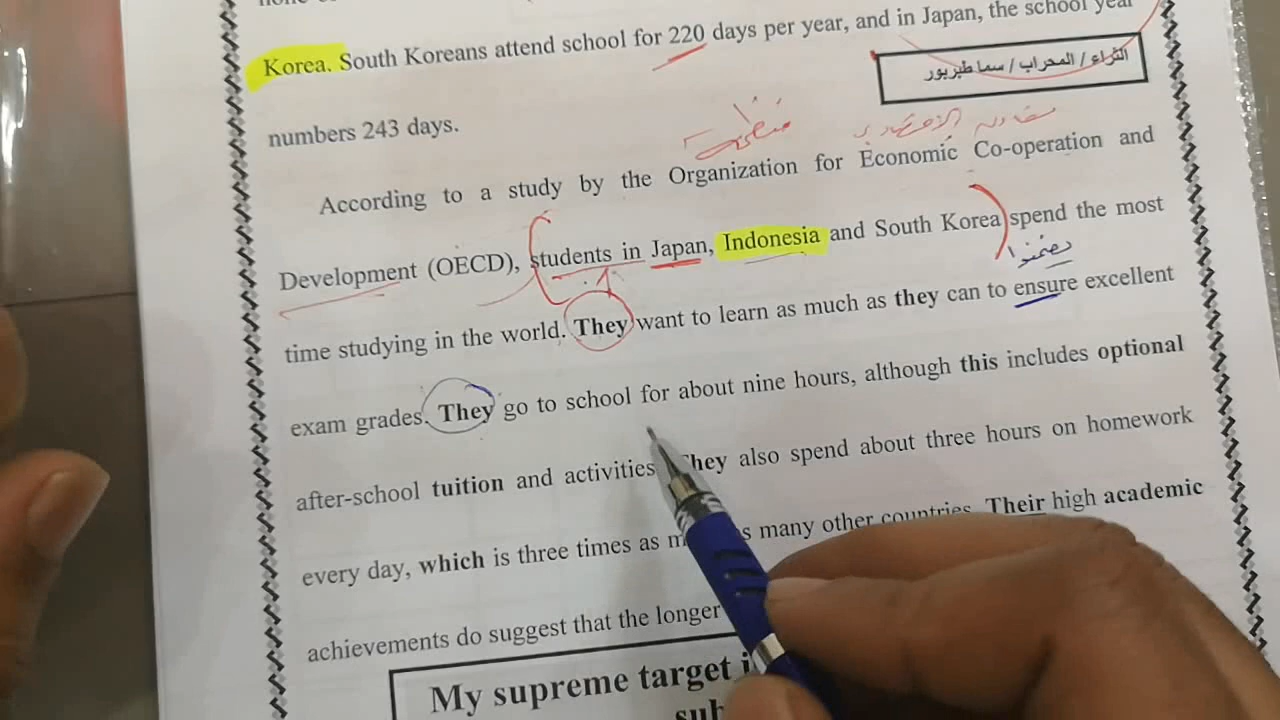 Korea. South Koreans attend school for 220 days per year, and in Japan, the school year
القراء / المحراب / سما طبربور
numbers 243 days.
منظمة
According to a study by the Organization for Economic Co-operation and
Development (OECD), students in Japan, Indonesia and South Korea spend the most
يضمنوا
time studying in the world. They want to learn as much as they can to ensure excellent
exam grades. They go to school for about nine hours, although this includes optional
after-school tuition and activities. They also spend about three hours on homework
every day, which is three times as many other countries. Their high academic
achievements do suggest that the longer
My supreme target i
sub